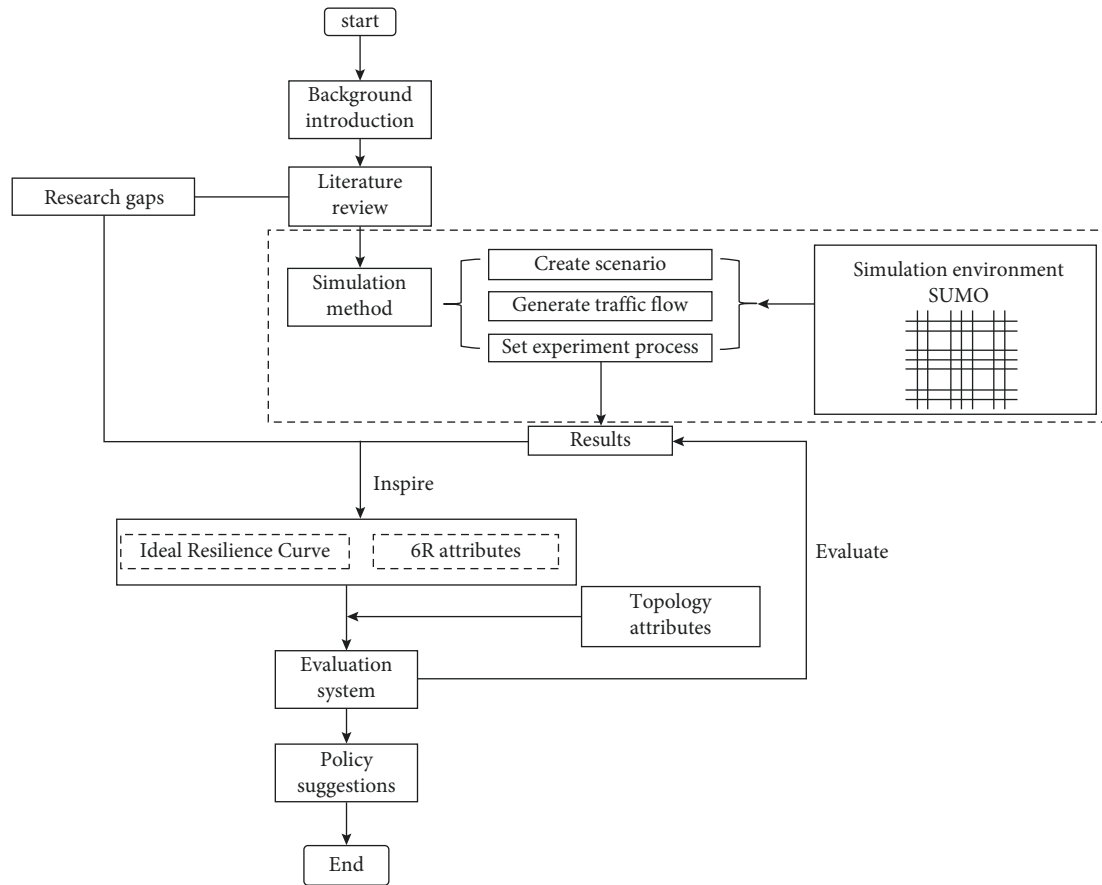 start
Background
introduction
Literature
review
Research gaps
Simulation
method
Create scenario
Generate traffic flow
Set experiment process
Simulation environment
SUMO
Results
Inspire
Ideal Resilience Curve
6R attributes
Evaluate
Topology
attributes
Evaluation
system
Policy
suggestions
End